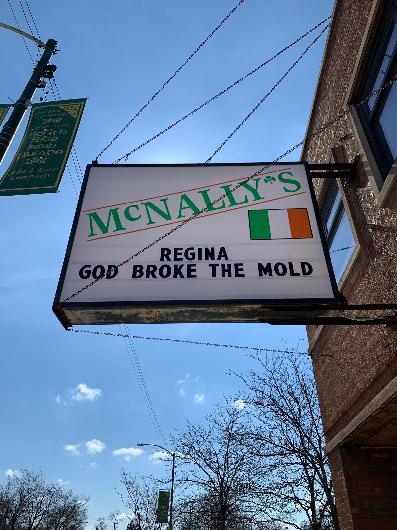 McNALLY'S
REGINA
GOD BROKE THE MOLD